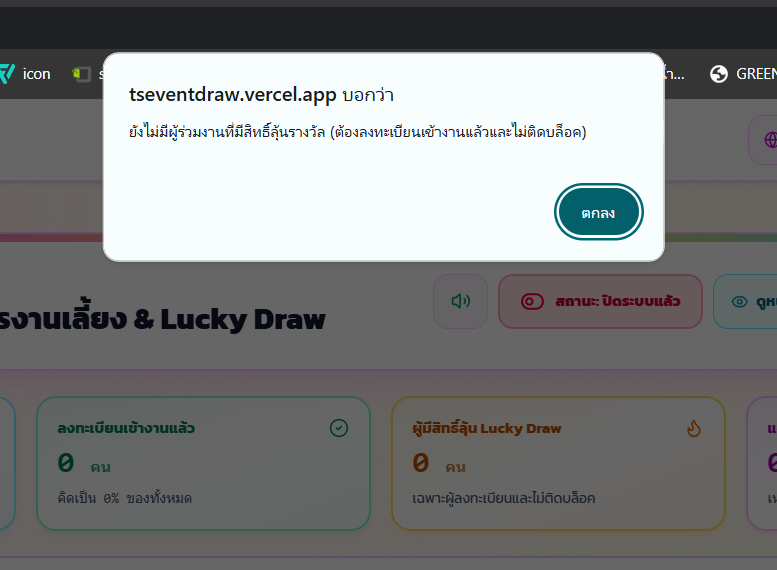 icon
GREEN
tseventdraw.vercel.app บอกว่า
ยังไม่มีผู้ร่วมงานที่มีสิทธิ์ลุ้นรางวัล (ต้องลงทะเบียนเข้างานแล้วและไม่ติดบล็อค)
ตกลง
รงานเลี้ยง & Lucky Draw
สถานะ: ปิดระบบแล้ว
ลงทะเบียนเข้างานแล้ว
0 คน
คิดเป็น 0% ของทั้งหมด
ผู้มีสิทธิ์ลุ้น Lucky Draw
0 คน
เฉพาะผู้ลงทะเบียนและไม่ติดบล็อค